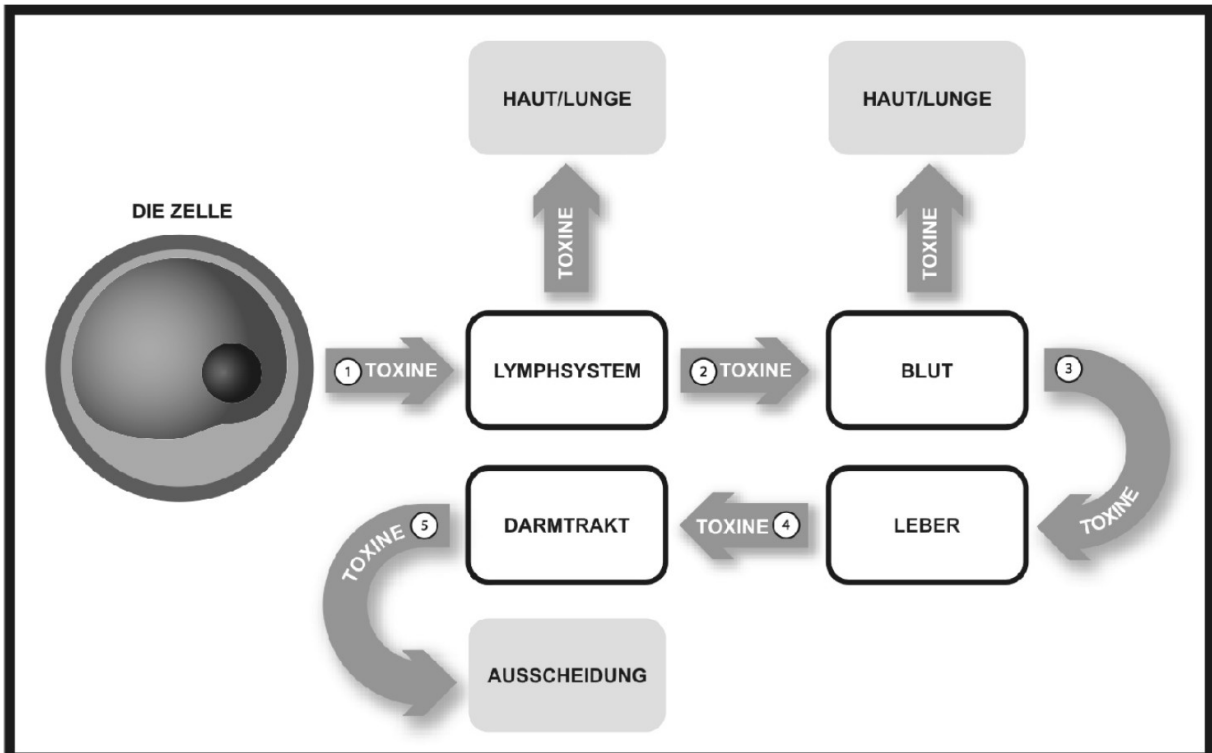 HAUT/LUNGE
HAUT/LUNGE
TOXINE
TOXINE
DIE ZELLE
1 TOXINE
LYMPHSYSTEM
2 TOXINE
BLUT
3
TOXINE
LEBER
TOXINE 4
DARMTRAKT
TOXINE 5
AUSSCHEIDUNG